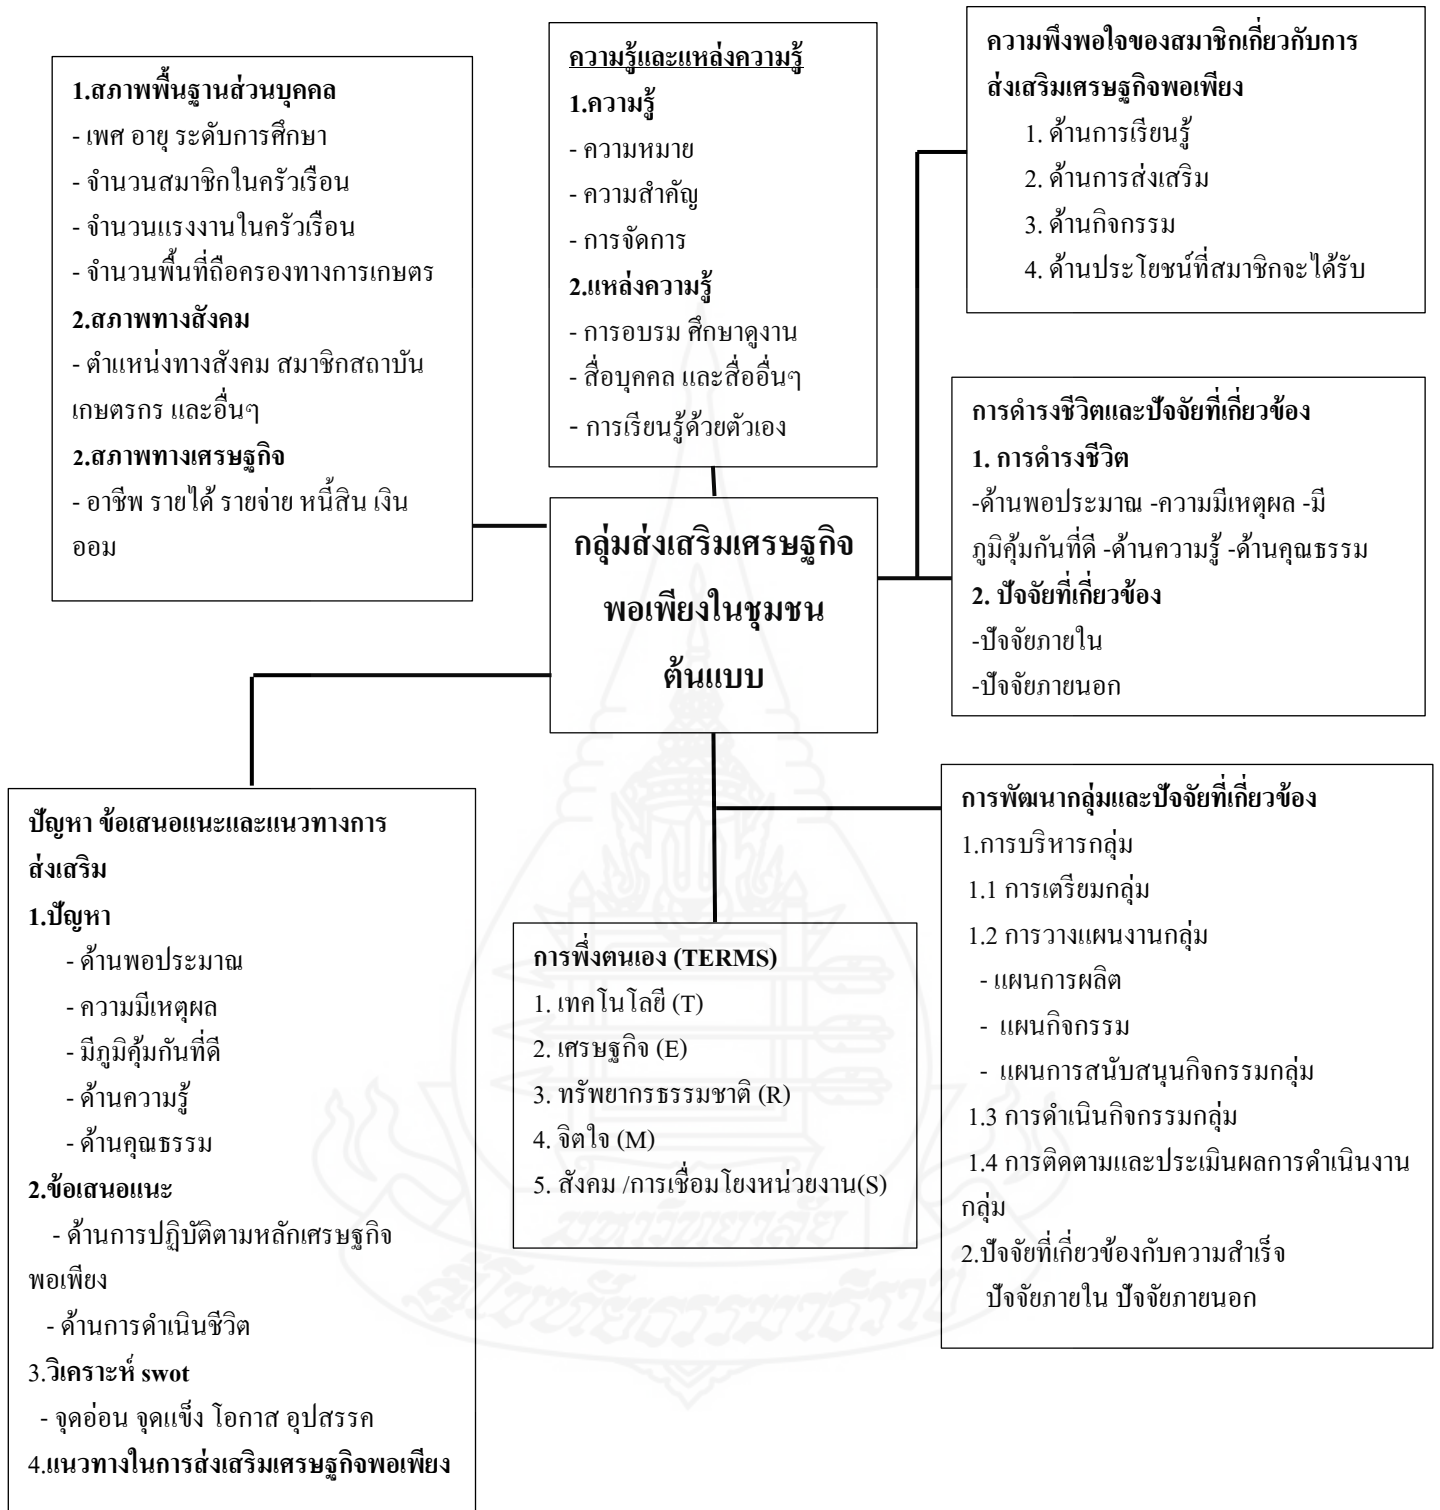 1.สภาพพื้นฐานส่วนบุคคล
- เพศ อายุ ระดับการศึกษา
- จำนวนสมาชิกในครัวเรือน
- จำนวนแรงงานในครัวเรือน
- จำนวนพื้นที่ถือครองทางการเกษตร
2.สภาพทางสังคม
- ตำแหน่งทางสังคม สมาชิกสถาบัน
เกษตรกร และอื่นๆ
2.สภาพทางเศรษฐกิจ
- อาชีพ รายได้ รายจ่าย หนี้สิน เงิน
ออม
ความรู้และแหล่งความรู้
1.ความรู้
- ความหมาย
- ความสำคัญ
- การจัดการ
2.แหล่งความรู้
- การอบรม ศึกษาดูงาน
- สื่อบุคคล และสื่ออื่นๆ
- การเรียนรู้ด้วยตัวเอง
ความพึงพอใจของสมาชิกเกี่ยวกับการ
ส่งเสริมเศรษฐกิจพอเพียง
1. ด้านการเรียนรู้
2. ด้านการส่งเสริม
3. ด้านกิจกรรม
4. ด้านประโยชน์ที่สมาชิกจะได้รับ
การดำรงชีวิตและปัจจัยที่เกี่ยวข้อง
1. การดำรงชีวิต
-ด้านพอประมาณ -ความมีเหตุผล -มี
ภูมิคุ้มกันที่ดี -ด้านความรู้ -ด้านคุณธรรม
2. ปัจจัยที่เกี่ยวข้อง
-ปัจจัยภายใน
-ปัจจัยภายนอก
กลุ่มส่งเสริมเศรษฐกิจ
พอเพียงในชุมชน
ต้นแบบ
ปัญหา ข้อเสนอแนะและแนวทางการ
ส่งเสริม
1.ปัญหา
- ด้านพอประมาณ
- ความมีเหตุผล
- มีภูมิคุ้มกันที่ดี
- ด้านความรู้
- ด้านคุณธรรม
2.ข้อเสนอแนะ
- ด้านการปฏิบัติตามหลักเศรษฐกิจ
พอเพียง
- ด้านการดำเนินชีวิต
3.วิเคราะห์ swot
- จุดอ่อน จุดแข็ง โอกาส อุปสรรค
4.แนวทางในการส่งเสริมเศรษฐกิจพอเพียง
การพึ่งตนเอง (TERMS)
1. เทคโนโลยี (T)
2. เศรษฐกิจ (E)
3. ทรัพยากรธรรมชาติ (R)
4. จิตใจ (M)
5. สังคม /การเชื่อมโยงหน่วยงาน(S)
การพัฒนากลุ่มและปัจจัยที่เกี่ยวข้อง
1.การบริหารกลุ่ม
1.1 การเตรียมกลุ่ม
1.2 การวางแผนงานกลุ่ม
- แผนการผลิต
- แผนกิจกรรม
- แผนการสนับสนุนกิจกรรมกลุ่ม
1.3 การดำเนินกิจกรรมกลุ่ม
1.4 การติดตามและประเมินผลการดำเนินงาน
กลุ่ม
2.ปัจจัยที่เกี่ยวข้องกับความสำเร็จ
ปัจจัยภายใน ปัจจัยภายนอก
มหาวิทยาลัย
สุโขทัยธรรมาธิราช